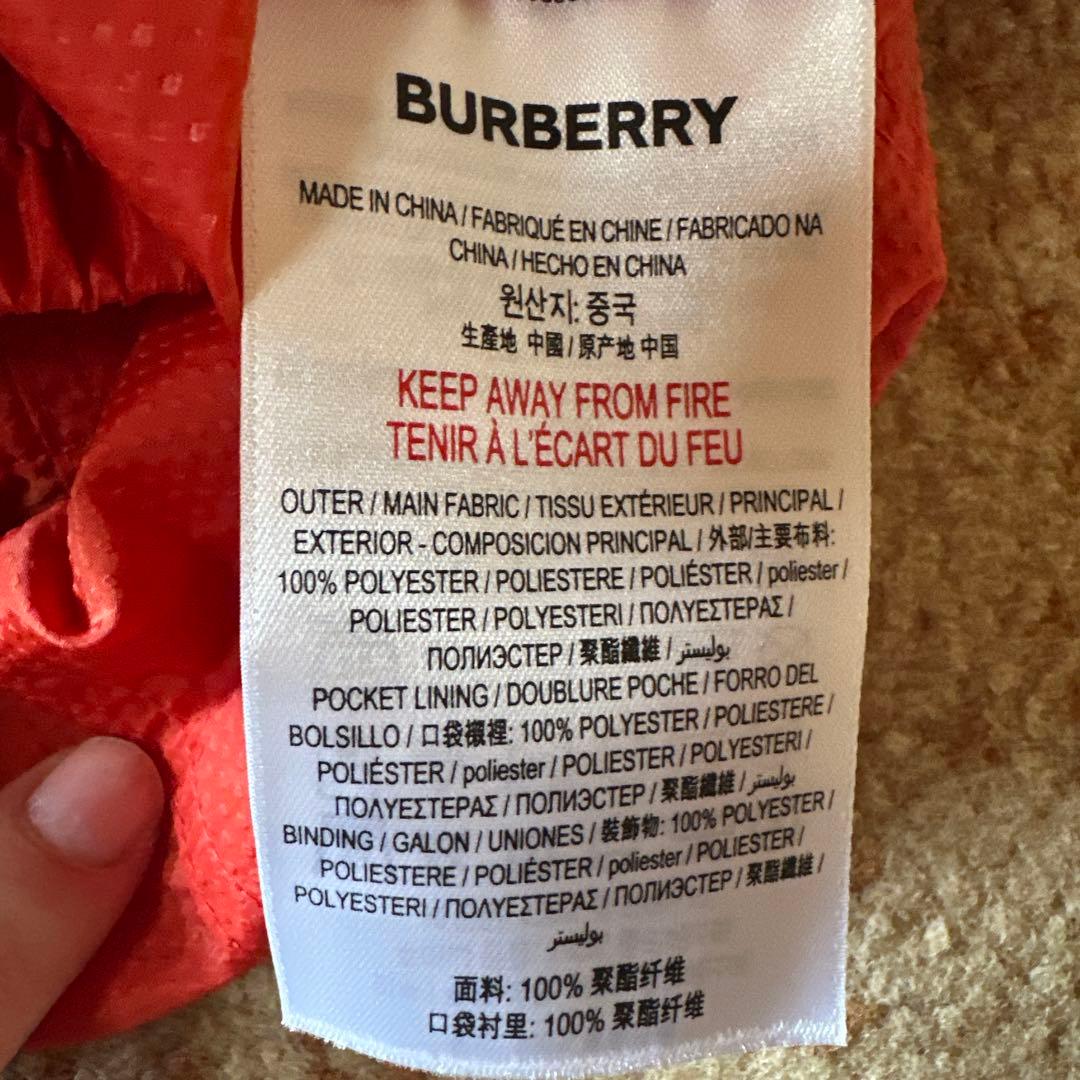 BURBERRY
MADE IN CHINA / FABRIQUÉ EN CHINE / FABRICADO NA
CHINA / HECHO EN CHINA
원산지: 중국
生產地 中國 / 原产地 中国
KEEP AWAY FROM FIRE
TENIR À L'ÉCART DU FEU
OUTER / MAIN FABRIC / TISSU EXTÉRIEUR / PRINCIPAL /
EXTERIOR - COMPOSICION PRINCIPAL / 外部/主要布料:
100% POLYESTER / POLIESTERE / POLIÉSTER / poliester /
POLIESTER / POLYESTERI / ΠΟΛΥΕΣΤΕΡΑΣ /
ПОЛИЭСТЕР / 聚酯纖維 / بوليستر
POCKET LINING / DOUBLURE POCHE / FORRO DEL
BOLSILLO / 口袋襯裡: 100% POLYESTER / POLIESTERE /
POLIÉSTER / poliester / POLIESTER / POLYESTERI /
ΠΟΛΥΕΣΤΕΡΑΣ / ПОЛИЭСТЕР / 聚酯纖維 / بوليستر
BINDING / GALON / UNIONES / 裝飾物: 100% POLYESTER /
POLIESTERE / POLIÉSTER / poliester / POLIESTER /
POLYESTERI / ΠΟΛΥΕΣΤΕΡΑΣ / ПОЛИЭСТЕР / 聚酯纖維 /
بوليستر
面料: 100% 聚酯纤维
口袋衬里: 100% 聚酯纤维